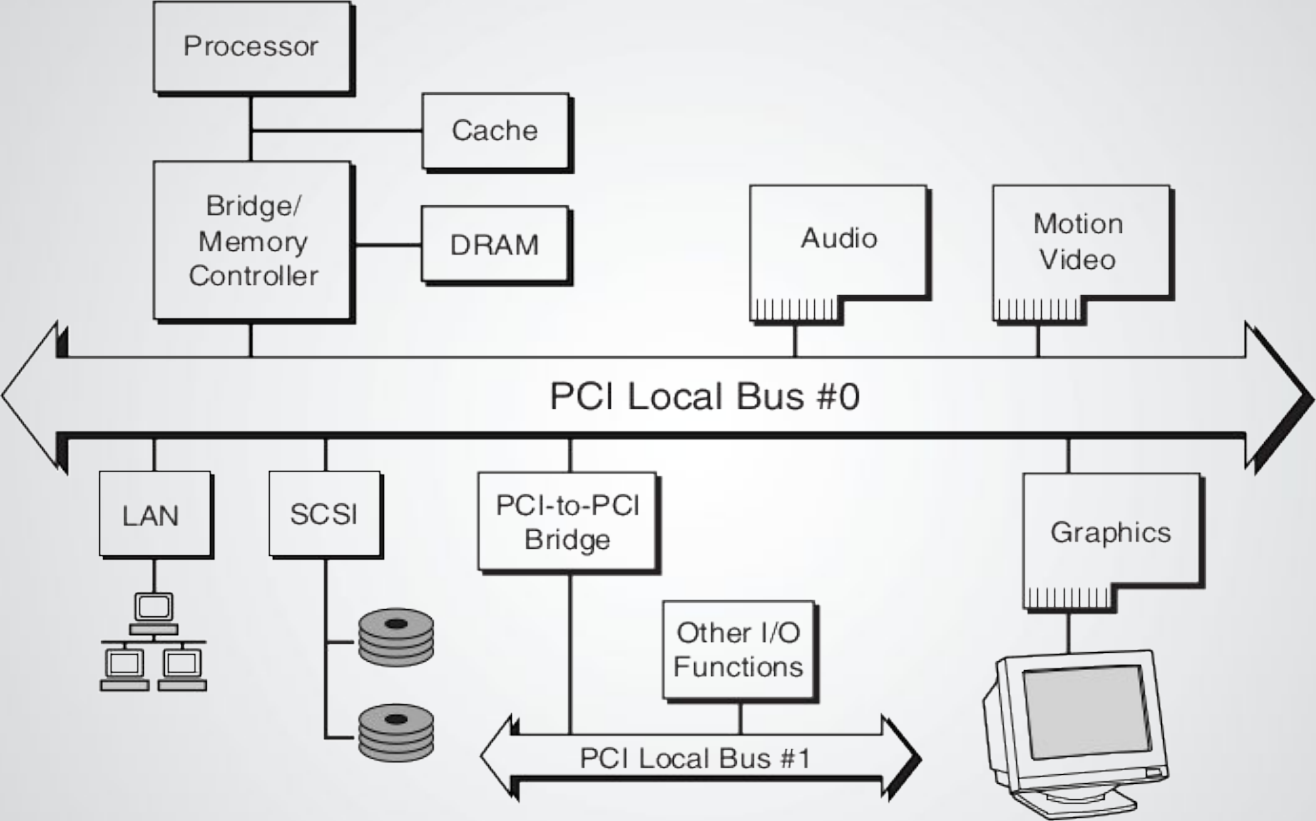 Processor
Cache
Bridge/
Memory
Controller
DRAM
Audio
Motion
Video
PCI Local Bus #0
LAN
SCSI
PCI-to-PCI
Bridge
Graphics
Other I/O
Functions
PCI Local Bus #1